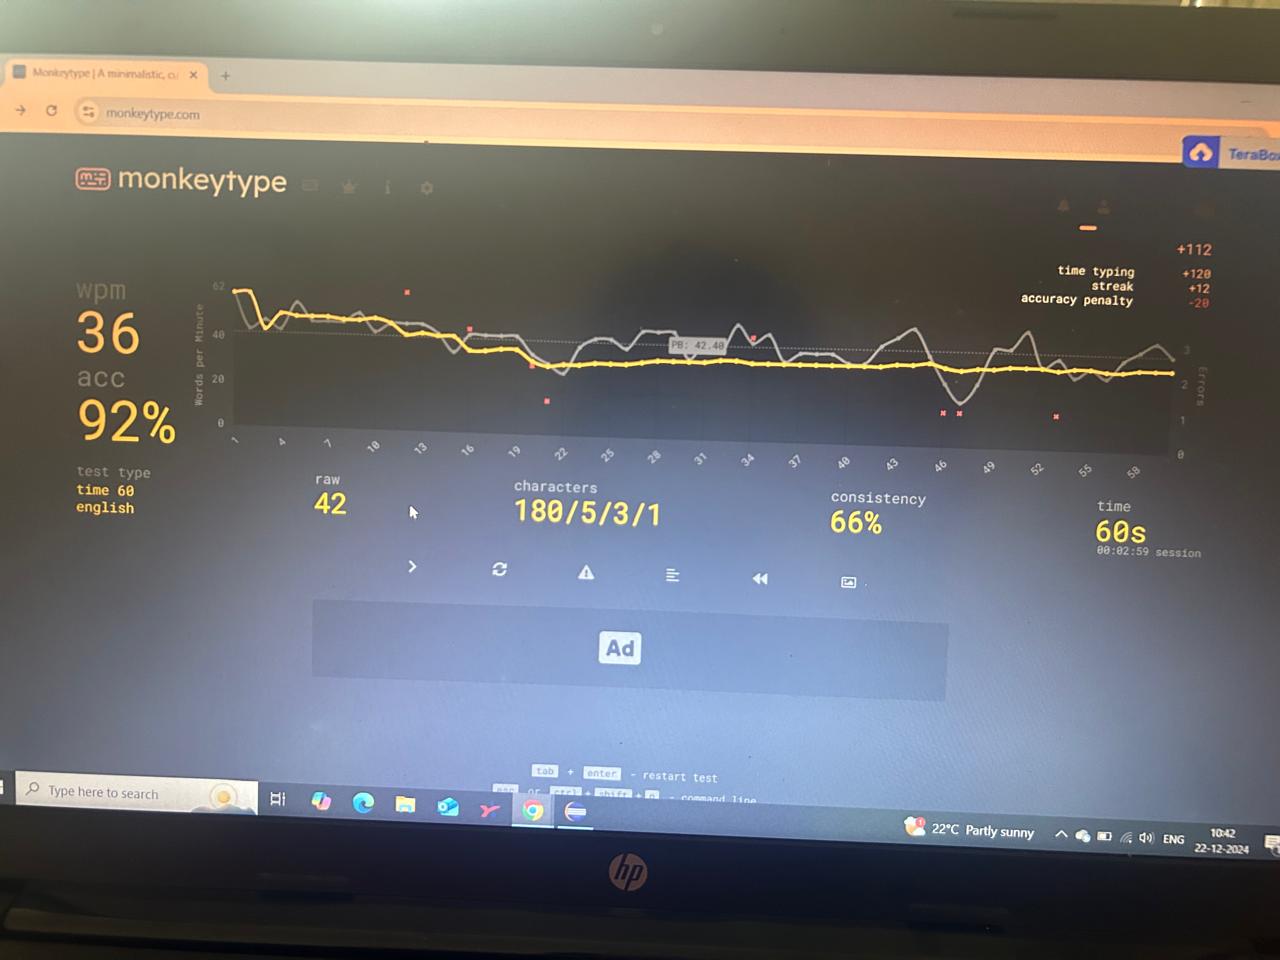 Monkeytype | A minimalistic, cu
monkeytype.com
TeraBox
monkeytype
+112
time typing +120
streak +12
accuracy penalty -20
wpm
36
acc
92%
test type
time 60
english
Words per Minute
62
40
20
0
PB: 42.40
3
2
1
0
Errors
1 4 7 10 13 16 19 22 25 28 31 34 37 40 43 46 49 52 55 58
raw
42
characters
180/5/3/1
consistency
66%
time
60s
00:02:59 session
Ad
tab + enter - restart test
esc or ctrl + shift + p - command line
Type here to search
22°C Partly sunny
ENG
10:42
22-12-2024
hp